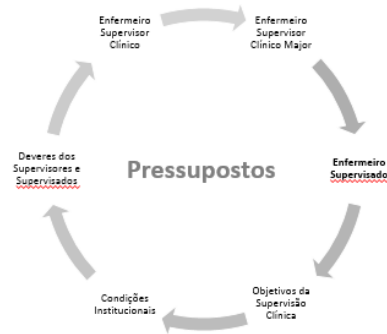 Enfermeiro
Supervisor
Clínico
Enfermeiro
Supervisor
Clínico Major
Enfermeiro
Supervisado
Objetivos da
Supervisão
Clínica
Condições
Institucionais
Deveres dos
Supervisores e
Supervisados
Pressupostos